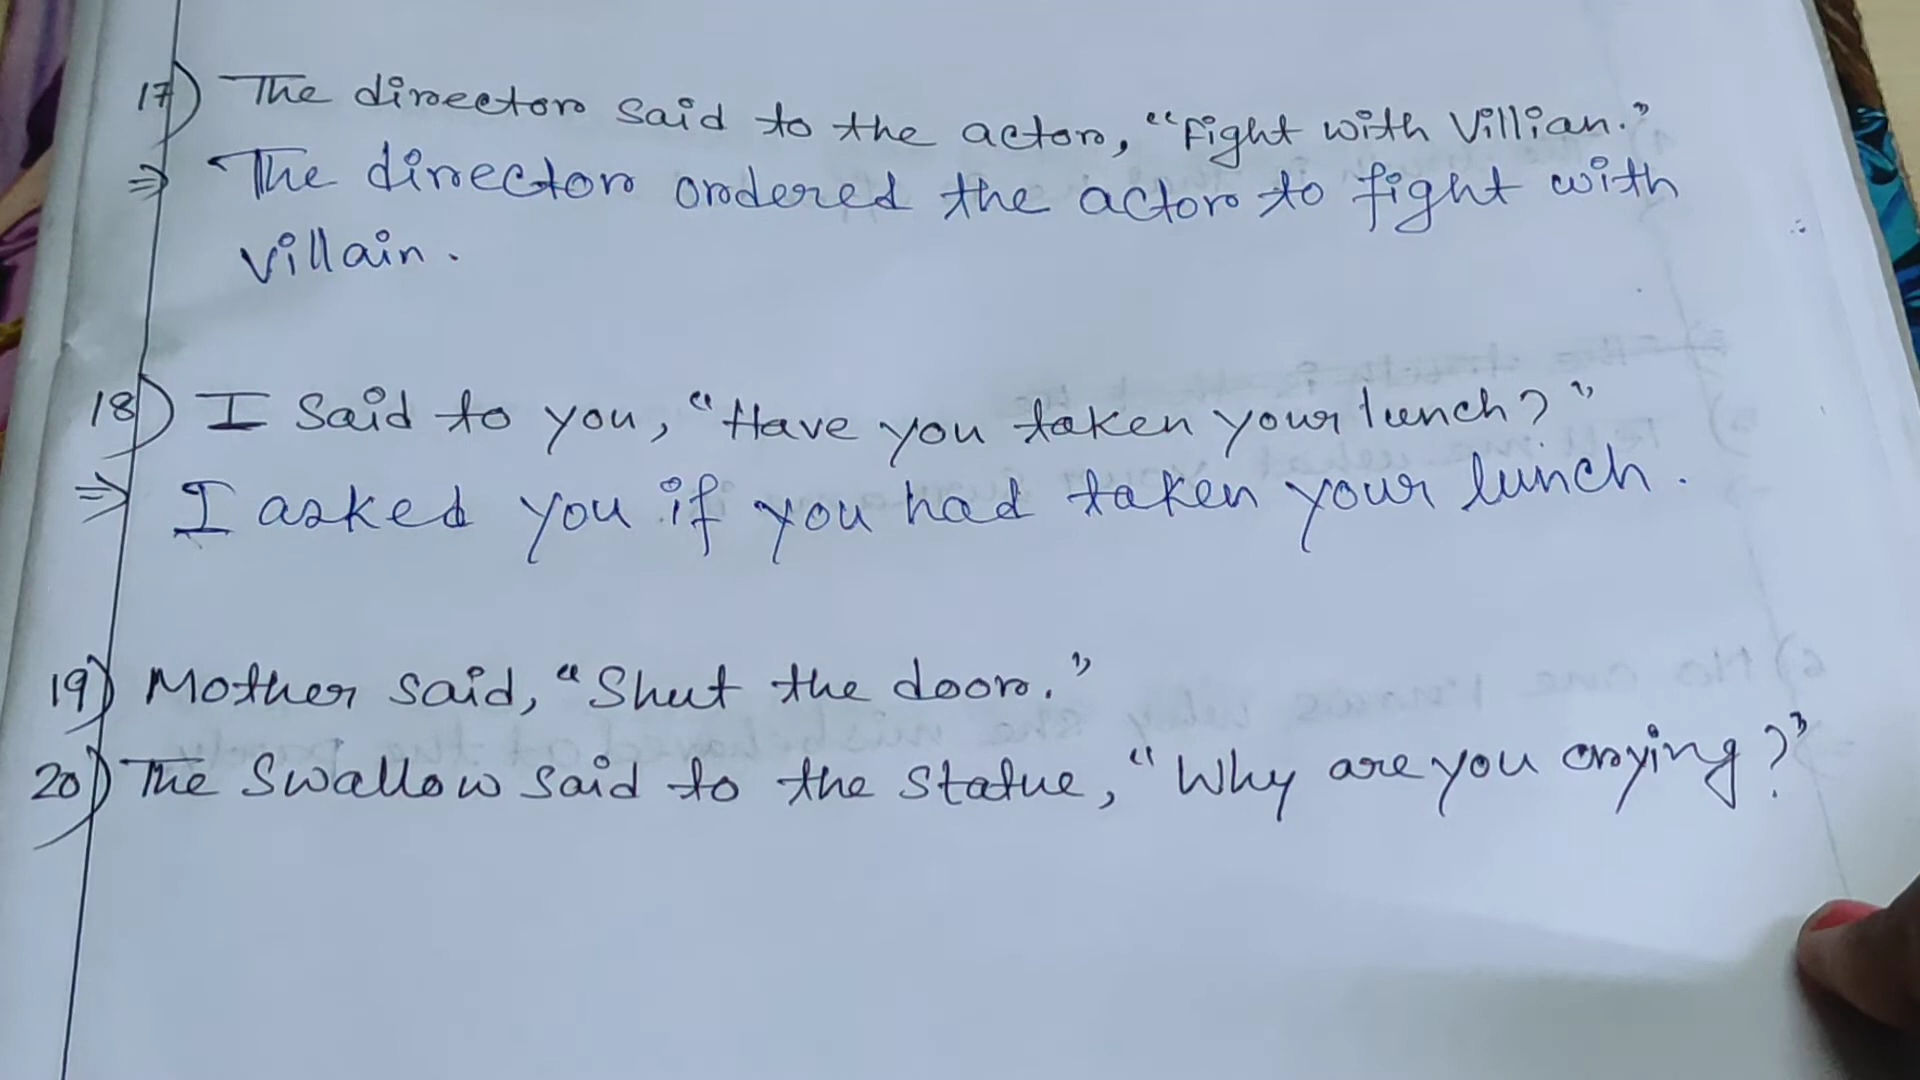 17) The director said to the actor, "Fight with Villian."
⇒ The director ordered the actor to fight with
villain.
18) I said to you, "Have you taken your lunch?"
⇒ I asked you if you had taken your lunch.
19) Mother said, "Shut the door."
20) The Swallow said to the statue, "Why are you crying?"